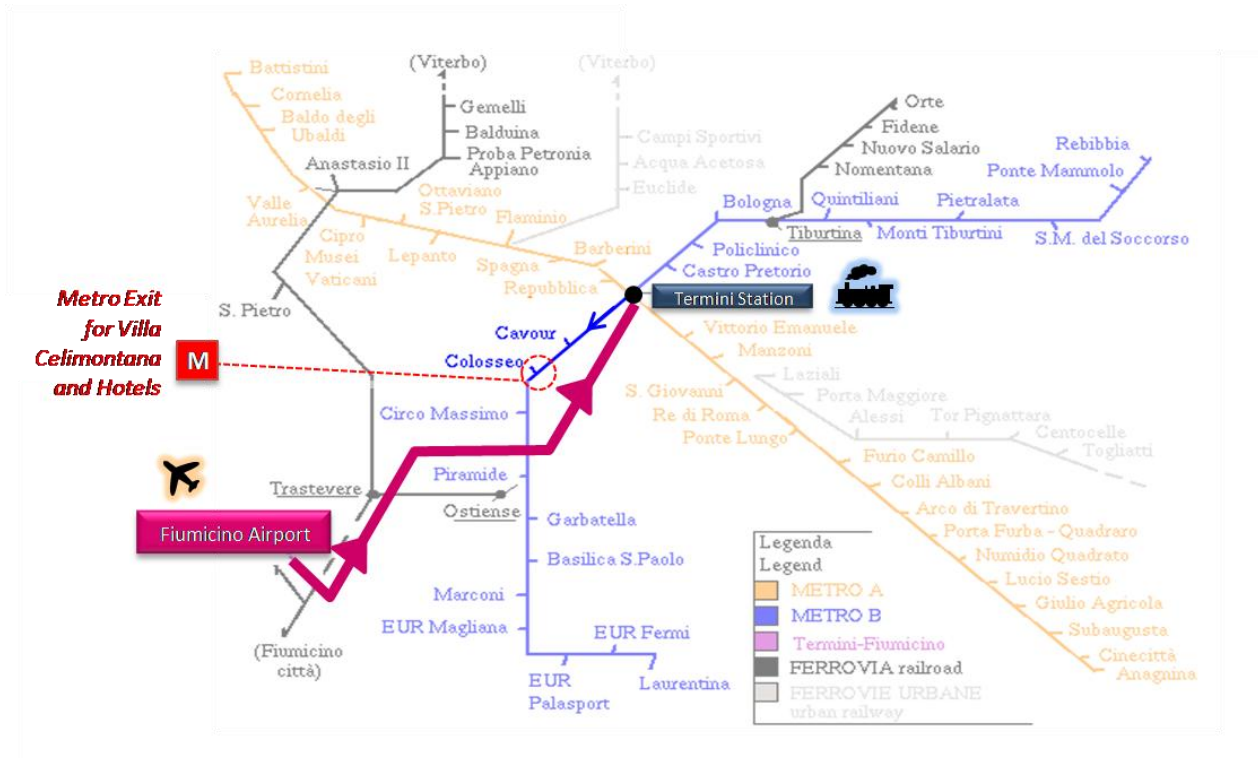 (Viterbo)
(Viterbo)
Battistini
Cornelia
Baldo degli
Ubaldi
Gemelli
Balduina
Proba Petronia
Appiano
Anastasio II
Valle
Aurelia
Ottaviano
S.Pietro
Cipro
Musei
Vaticani
Lepanto
Flaminio
Spagna
Barberini
Repubblica
Campi Sportivi
Acqua Acetosa
Euclide
Orte
Fidene
Nuovo Salario
Nomentana
Rebibbia
Ponte Mammolo
Bologna
Quintiliani
Pietralata
Tiburtina
Monti Tiburtini
S.M. del Soccorso
Policlinico
Castro Pretorio
Termini Station
Metro Exit
for Villa
Celimontana
and Hotels
M
S. Pietro
Cavour
Colosseo
Vittorio Emanuele
Manzoni
S. Giovanni
Re di Roma
Ponte Lungo
Laziali
Porta Maggiore
Alessi
Tor Pignattara
Centocelle
Togliatti
Circo Massimo
Piramide
Trastevere
Ostiense
Fiumicino Airport
Garbatella
Basilica S.Paolo
Marconi
EUR Magliana
EUR Fermi
EUR
Palasport
Laurentina
(Fiumicino
città)
Furio Camillo
Colli Albani
Arco di Travertino
Porta Furba - Quadraro
Numidio Quadrato
Lucio Sestio
Giulio Agricola
Subaugusta
Cinecittà
Anagnina
Legenda
Legend
METRO A
METRO B
Termini-Fiumicino
FERROVIA railroad
FERROVIE URBANE
urban railway